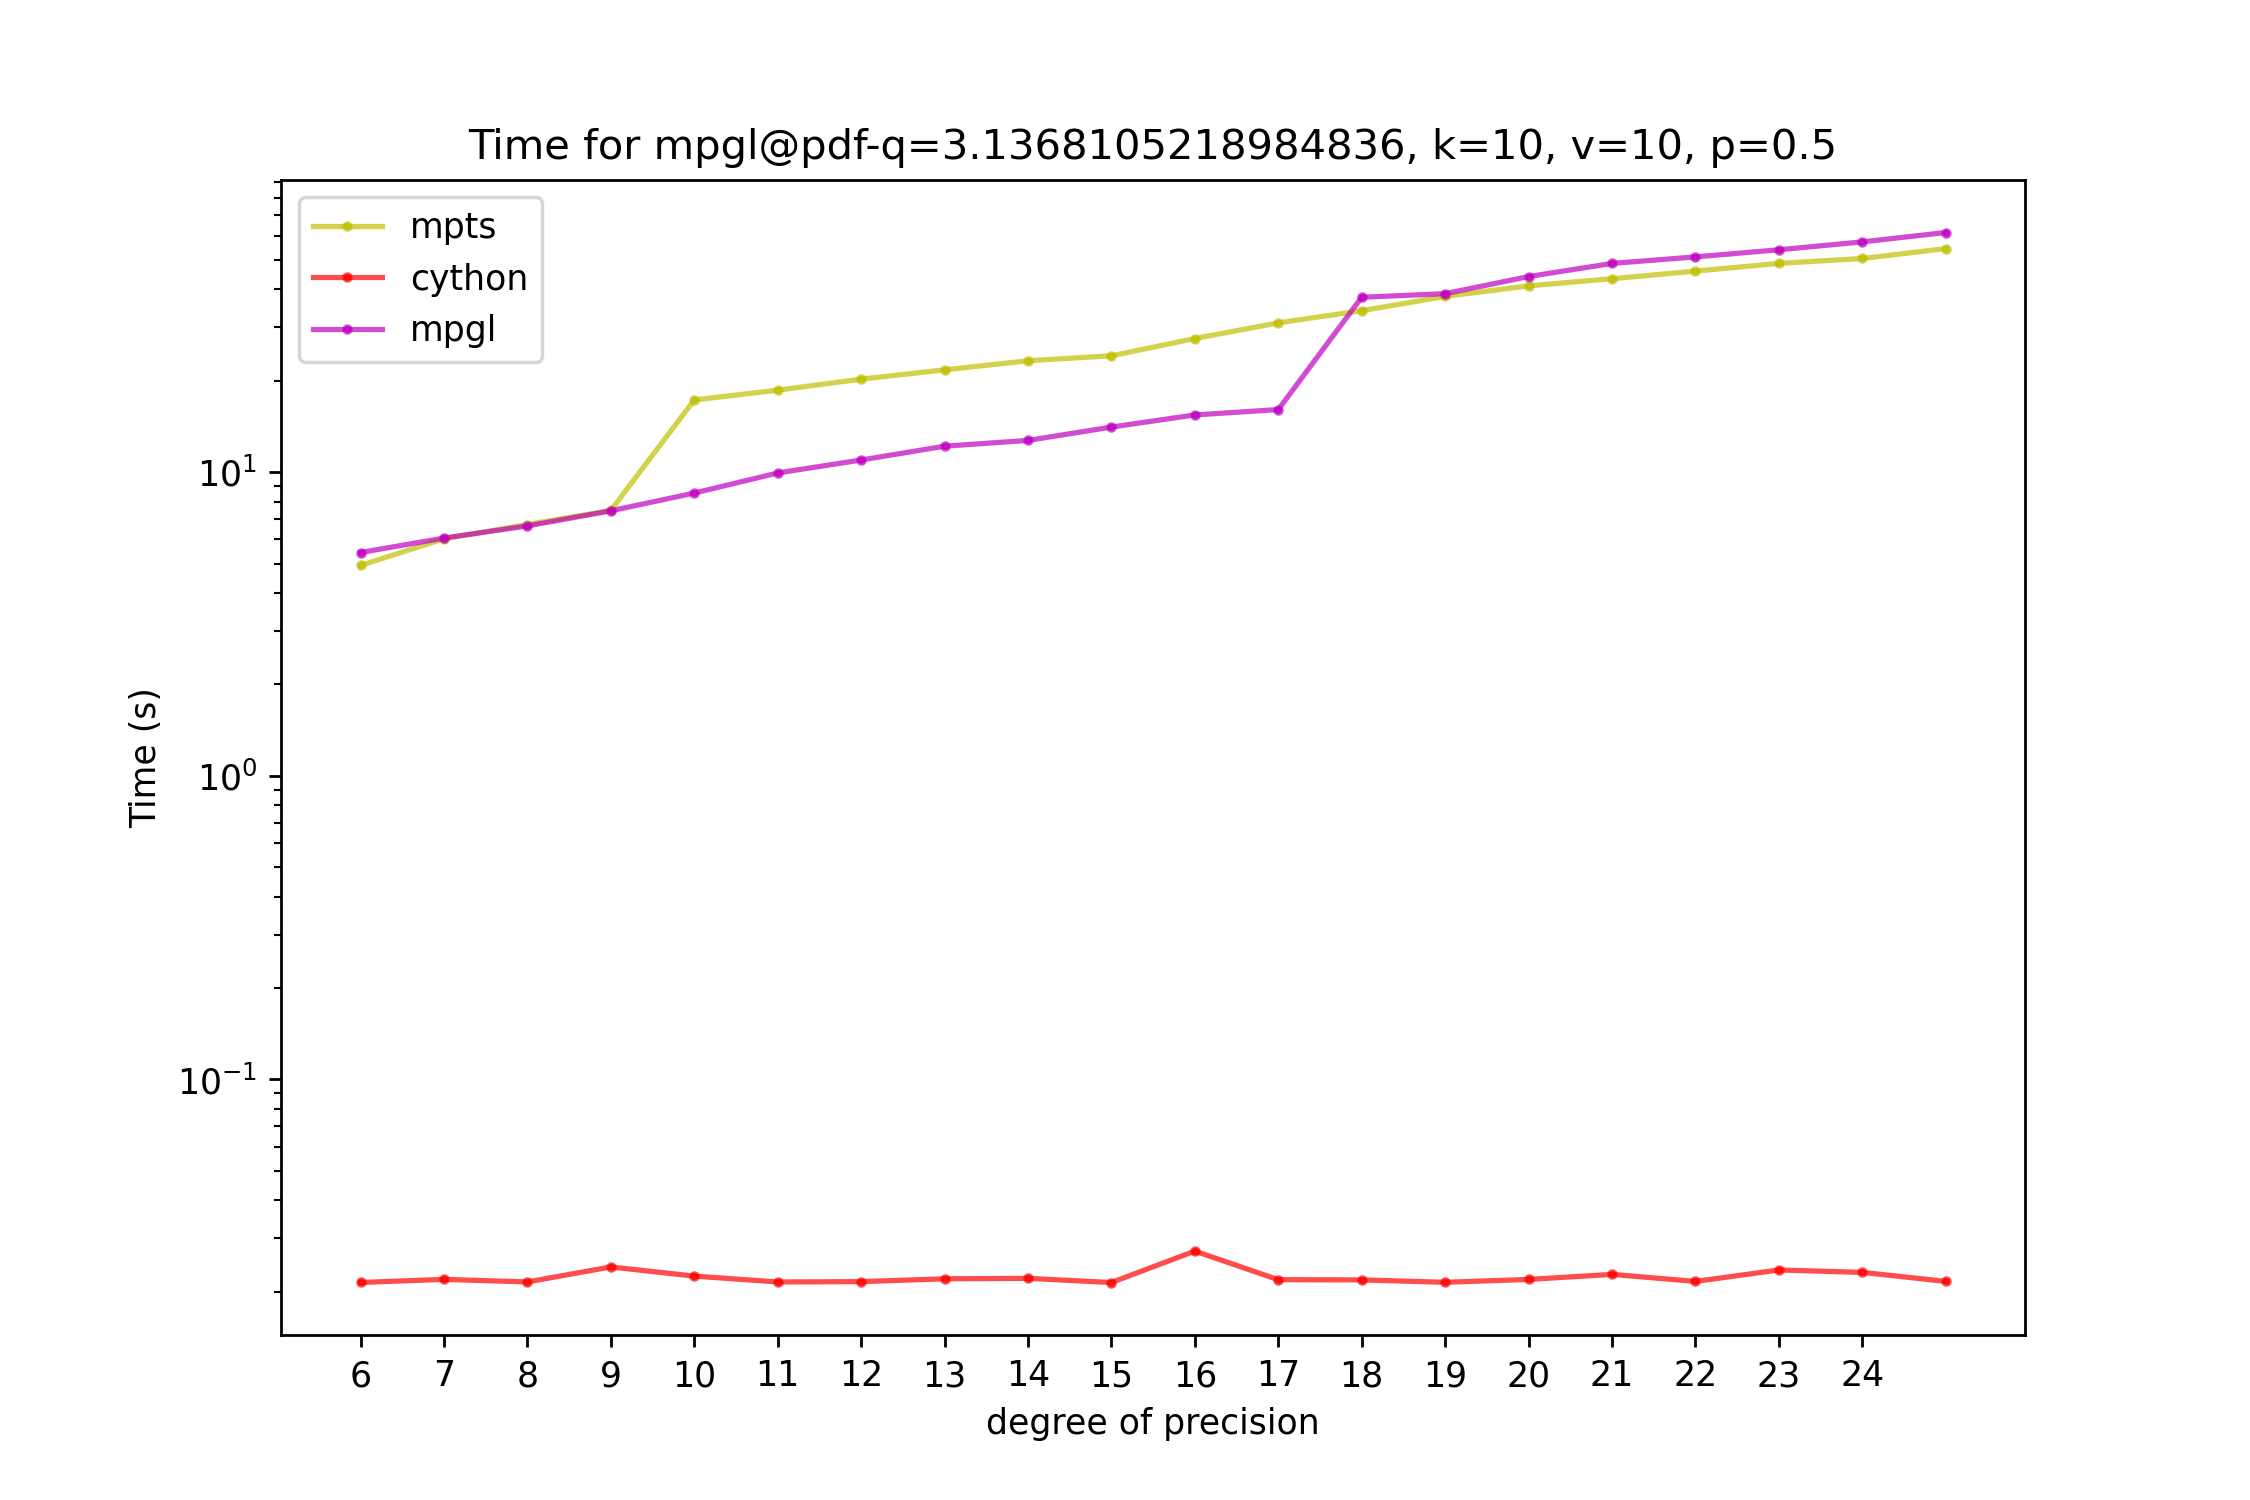 Time for mpgl@pdf-q=3.1368105218984836, k=10, v=10, p=0.5
mpts
cython
mpgl
10¹
10⁰
10⁻¹
Time (s)
6 7 8 9 10 11 12 13 14 15 16 17 18 19 20 21 22 23 24
degree of precision